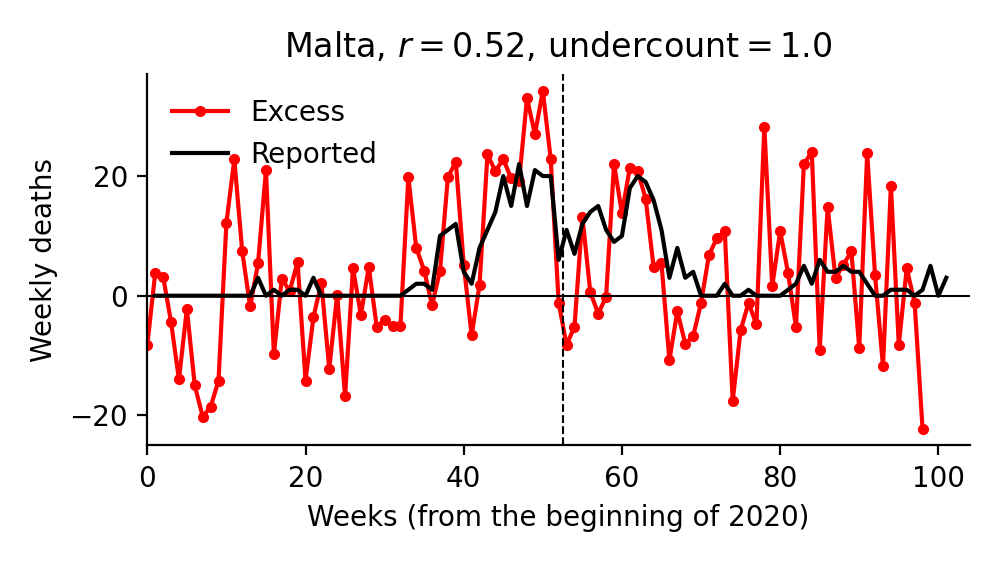 Malta, r = 0.52, undercount = 1.0
Excess
Reported
Weekly deaths
20
0
−20
0 20 40 60 80 100
Weeks (from the beginning of 2020)